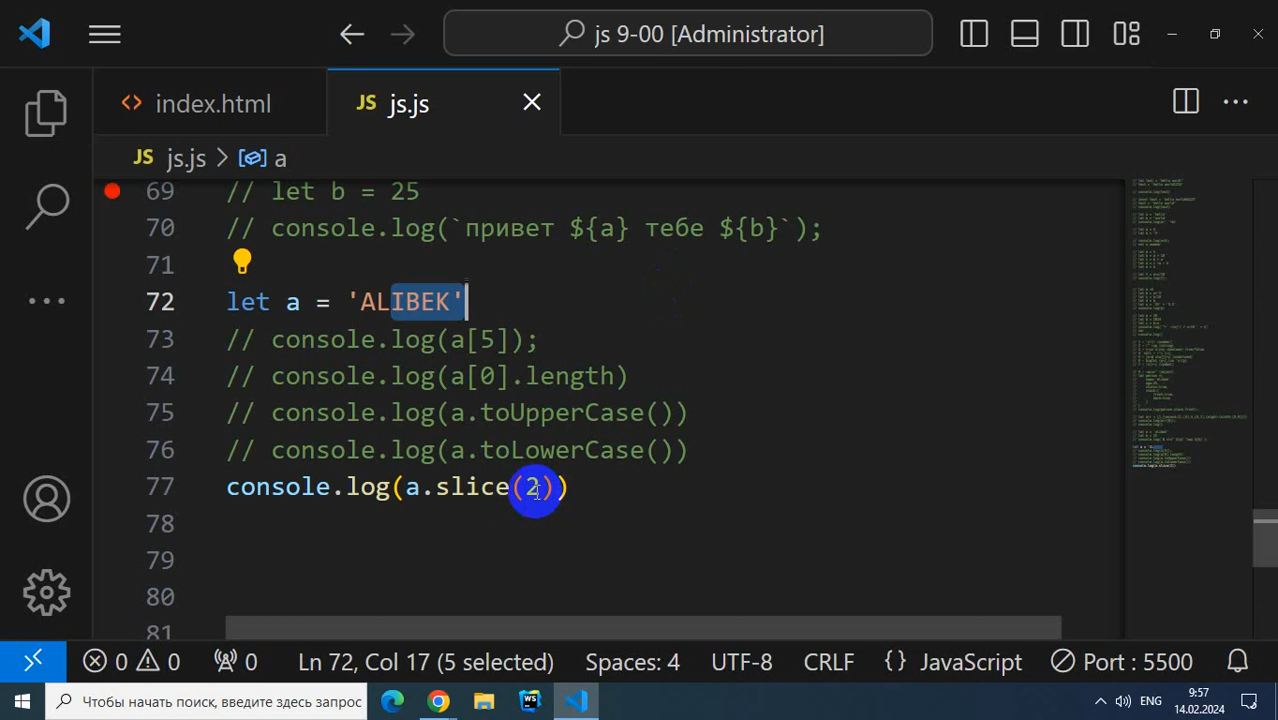 js 9-00 [Administrator]
index.html
JS js.js
JS js.js > a
69 // let b = 25
70 // console.log(`привет ${a} тебе ${b}`);
71
72 let a = 'ALIBEK'
73 // console.log(a[5]);
74 // console.log(a[0].length)
75 // console.log(a.toUpperCase())
76 // console.log(a.toLowerCase())
77 console.log(a.slice(2))
78
79
80
81
0 0 0 Ln 72, Col 17 (5 selected) Spaces: 4 UTF-8 CRLF {} JavaScript Port : 5500
Чтобы начать поиск, введите здесь запрос
WS
ENG
9:57
14.02.2024